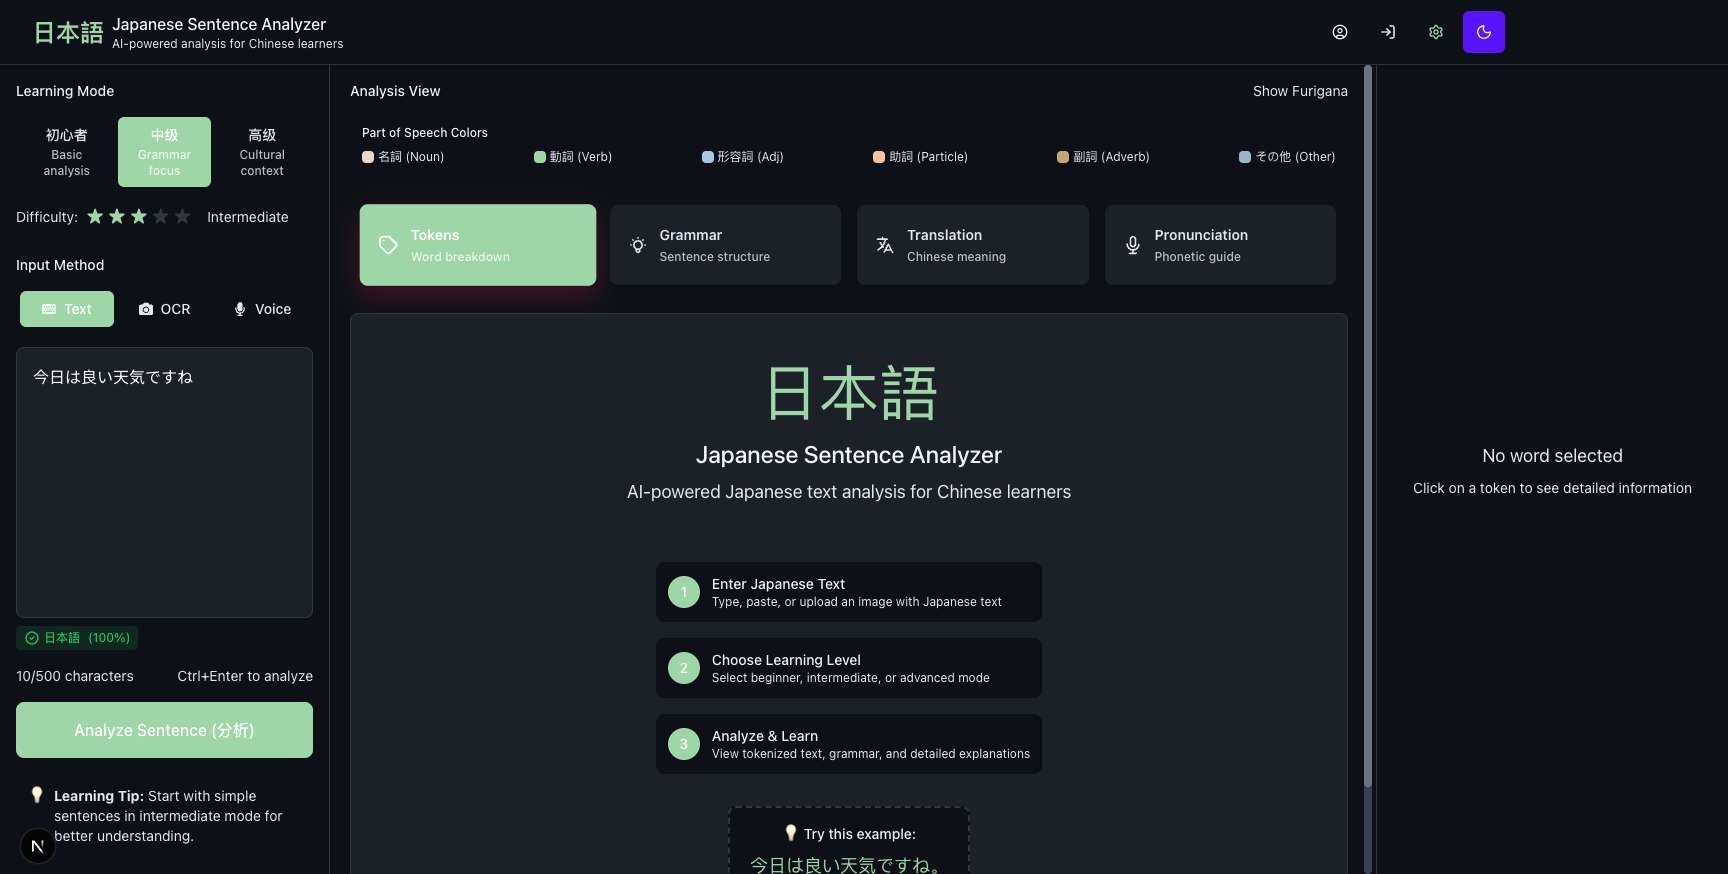 日本語
Japanese Sentence Analyzer
AI-powered analysis for Chinese learners
Learning Mode
初心者
Basic
analysis
中级
Grammar
focus
高级
Cultural
context
Difficulty:
Intermediate
Input Method
Text
OCR
Voice
今日は良い天気ですね
日本語 (100%)
10/500 characters
Ctrl+Enter to analyze
Analyze Sentence (分析)
Learning Tip: Start with simple
sentences in intermediate mode for
better understanding.
N
Analysis View
Show Furigana
Part of Speech Colors
名詞 (Noun)
動詞 (Verb)
形容詞 (Adj)
助詞 (Particle)
副詞 (Adverb)
その他 (Other)
Tokens
Word breakdown
Grammar
Sentence structure
Translation
Chinese meaning
Pronunciation
Phonetic guide
日本語
Japanese Sentence Analyzer
AI-powered Japanese text analysis for Chinese learners
1
Enter Japanese Text
Type, paste, or upload an image with Japanese text
2
Choose Learning Level
Select beginner, intermediate, or advanced mode
3
Analyze & Learn
View tokenized text, grammar, and detailed explanations
Try this example:
今日は良い天気ですね。
No word selected
Click on a token to see detailed information